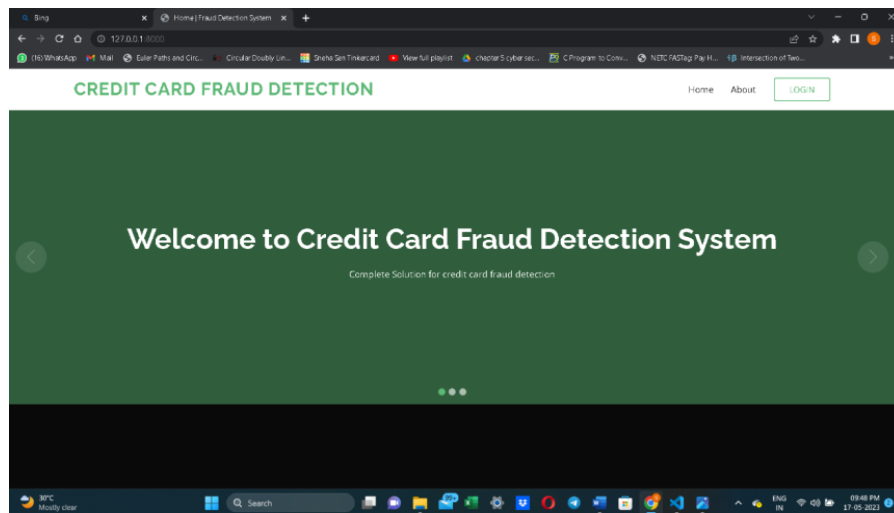 Bing
Home | Fraud Detection System
127.0.0.1:8000
(16) WhatsApp
Mail
Euler Paths and Circ...
Circular Doubly Lin...
Sneha Sen Tinkercard
View full playlist
chapter 5 cyber sec...
C Program to Conv...
NETC FASTag: Pay H...
Intersection of Two...
CREDIT CARD FRAUD DETECTION
Home
About
LOGIN
Welcome to Credit Card Fraud Detection System
Complete Solution for credit card fraud detection
30°C
Mostly clear
Search
ENG
IN
09:48 PM
17-05-2023